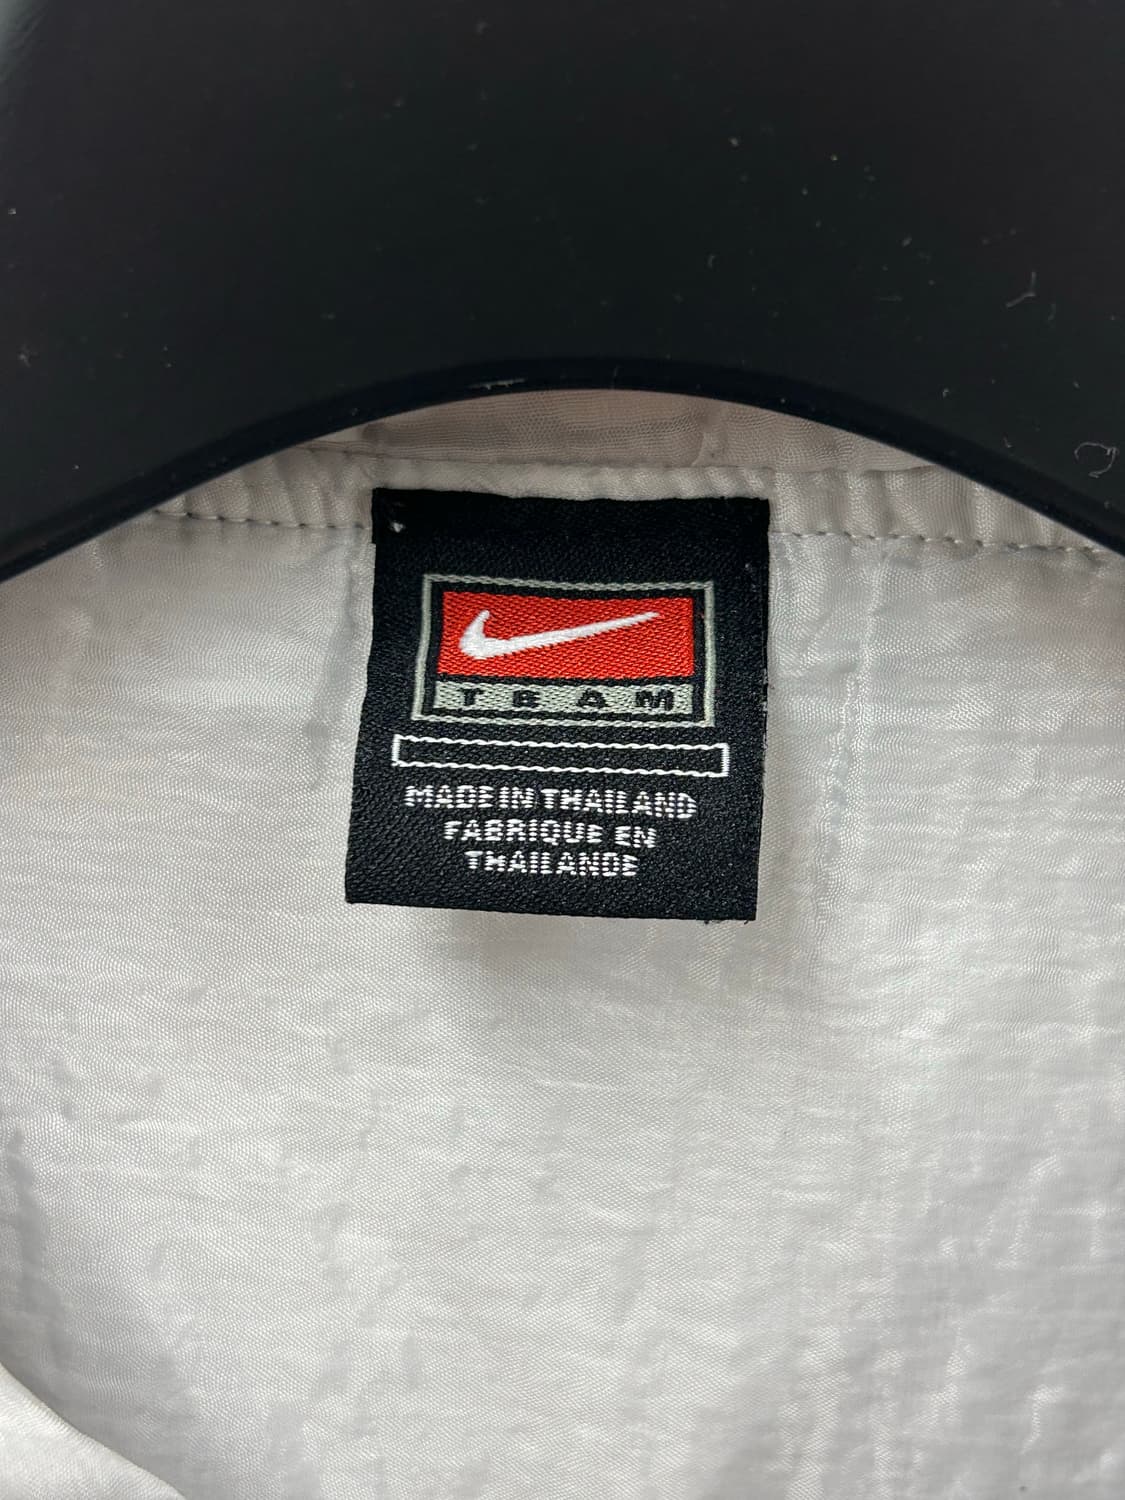 TEAM
MADE IN THAILAND
FABRIQUE EN
THAILANDE